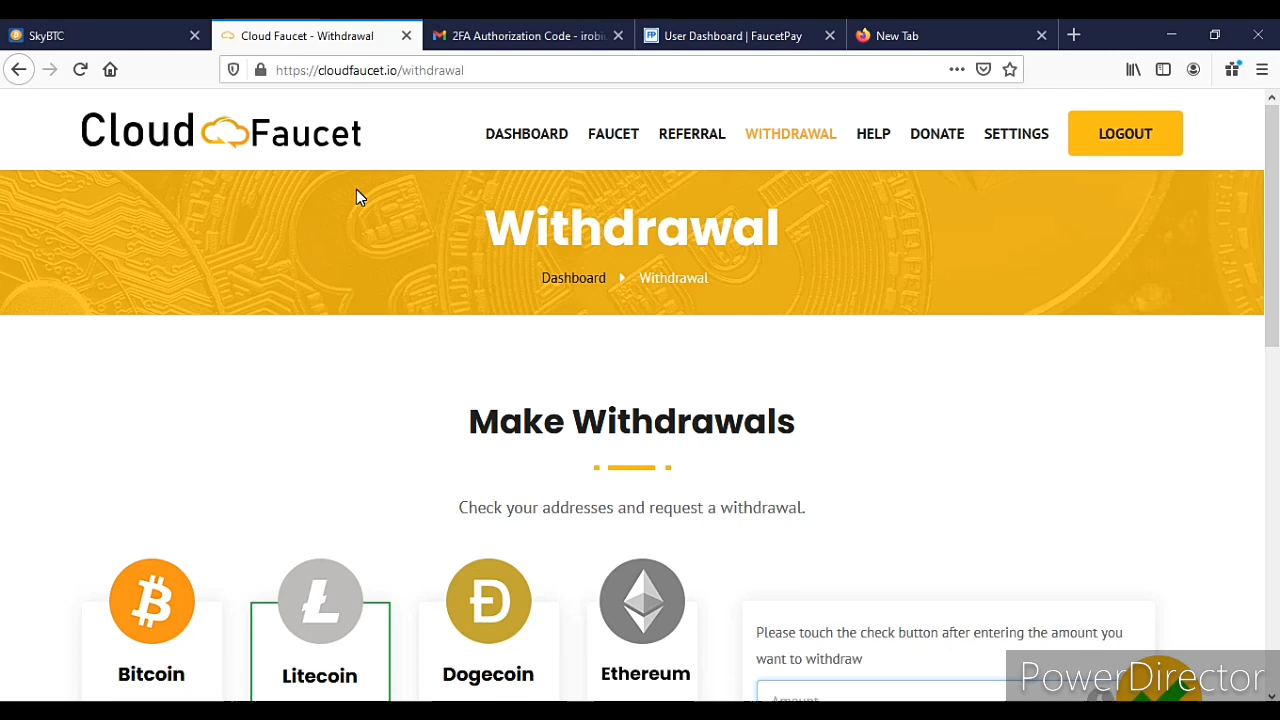 SkyBTC
Cloud Faucet - Withdrawal
2FA Authorization Code - irobiu
User Dashboard | FaucetPay
New Tab
https://cloudfaucet.io/withdrawal
Cloud Faucet
DASHBOARD FAUCET REFERRAL WITHDRAWAL HELP DONATE SETTINGS LOGOUT
Withdrawal
Dashboard Withdrawal
Make Withdrawals
Check your addresses and request a withdrawal.
Bitcoin
Litecoin
Dogecoin
Ethereum
Please touch the check button after entering the amount you
want to withdraw
Amount
PowerDirector